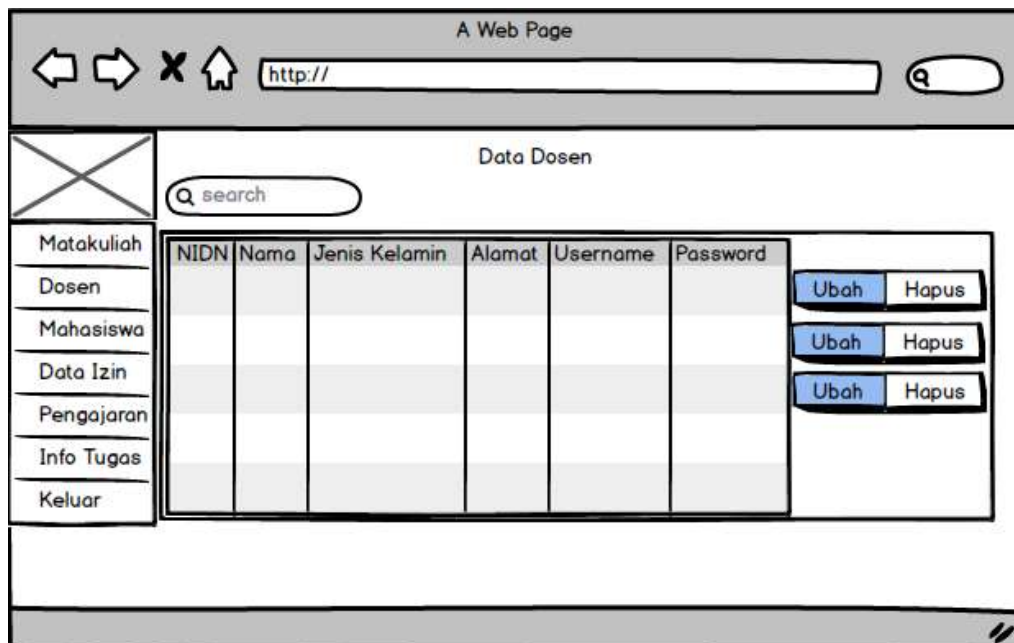 A Web Page
http://
Data Dosen
search
Matakuliah
Dosen
Mahasiswa
Data Izin
Pengajaran
Info Tugas
Keluar
NIDN Nama Jenis Kelamin Alamat Username Password
Ubah Hapus
Ubah Hapus
Ubah Hapus